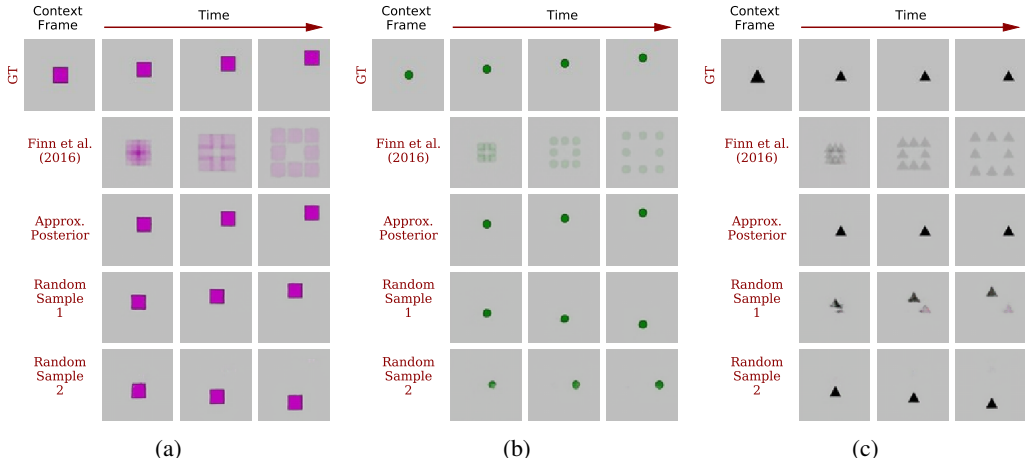 Context
Frame
Time
GT
Finn et al.
(2016)
Approx.
Posterior
Random
Sample
1
Random
Sample
2
(a)
Context
Frame
Time
GT
Finn et al.
(2016)
Approx.
Posterior
Random
Sample
1
Random
Sample
2
(b)
Context
Frame
Time
GT
Finn et al.
(2016)
Approx.
Posterior
Random
Sample
1
Random
Sample
2
(c)